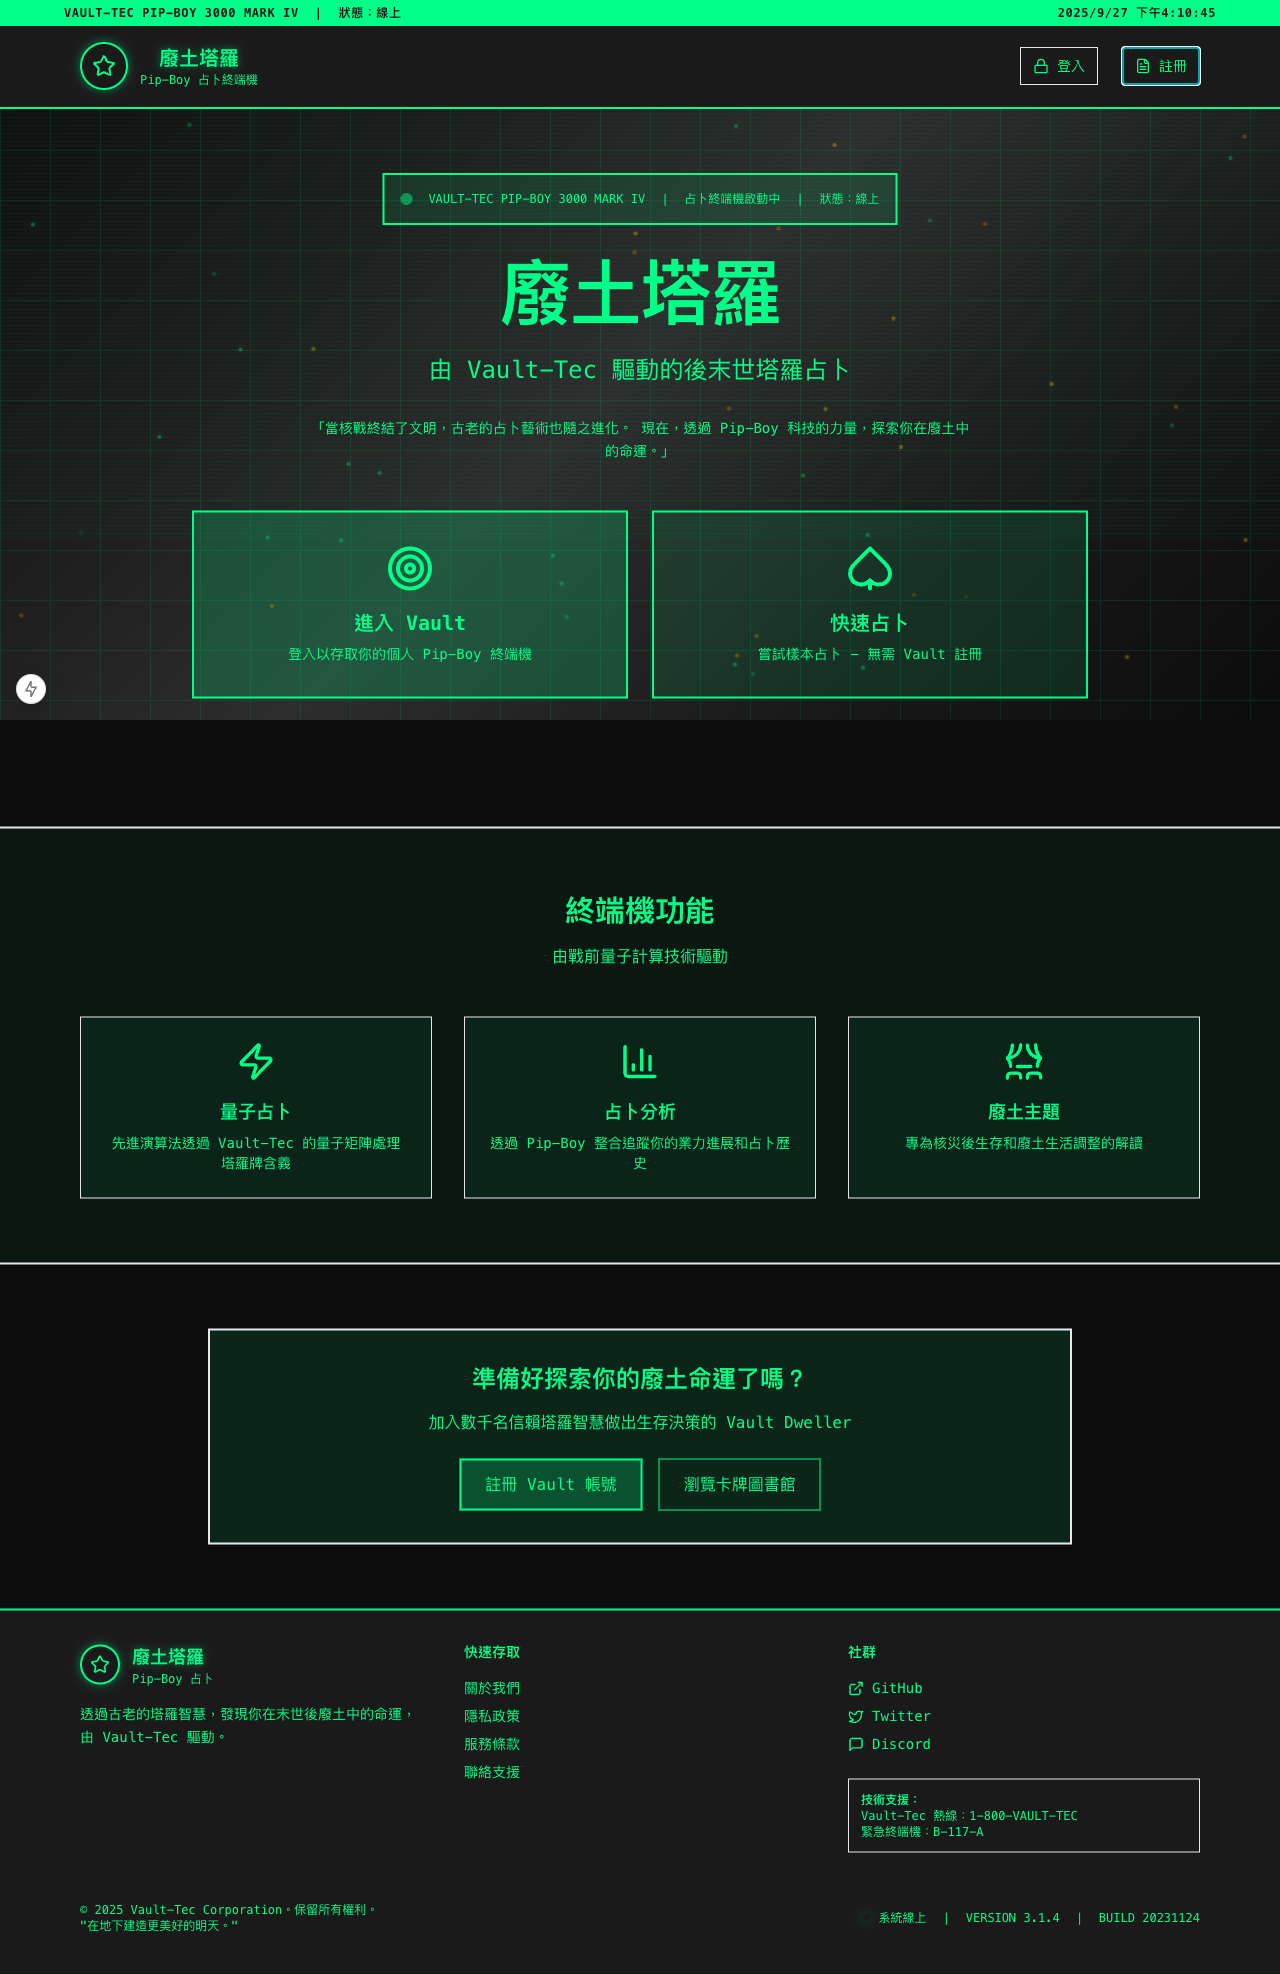 VAULT-TEC PIP-BOY 3000 MARK IV | 狀態：線上
2025/9/27 下午4:10:45
廢土塔羅
Pip-Boy 占卜終端機
登入
註冊
VAULT-TEC PIP-BOY 3000 MARK IV | 占卜終端機啟動中 | 狀態：線上
廢土塔羅
由 Vault-Tec 驅動的後末世塔羅占卜
「當核戰終結了文明，古老的占卜藝術也隨之進化。 現在，透過 Pip-Boy 科技的力量，探索你在廢土中
的命運。」
進入 Vault
登入以存取你的個人 Pip-Boy 終端機
快速占卜
嘗試樣本占卜 - 無需 Vault 註冊
終端機功能
由戰前量子計算技術驅動
量子占卜
先進演算法透過 Vault-Tec 的量子矩陣處理
塔羅牌含義
占卜分析
透過 Pip-Boy 整合追蹤你的業力進展和占卜歷
史
廢土主題
專為核災後生存和廢土生活調整的解讀
準備好探索你的廢土命運了嗎？
加入數千名信賴塔羅智慧做出生存決策的 Vault Dweller
註冊 Vault 帳號
瀏覽卡牌圖書館
廢土塔羅
Pip-Boy 占卜
透過古老的塔羅智慧，發現你在末世後廢土中的命運，
由 Vault-Tec 驅動。
快速存取
關於我們
隱私政策
服務條款
聯絡支援
社群
GitHub
Twitter
Discord
技術支援：
Vault-Tec 熱線：1-800-VAULT-TEC
緊急終端機：B-117-A
© 2025 Vault-Tec Corporation。保留所有權利。
"在地下建造更美好的明天。"
系統線上 | VERSION 3.1.4 | BUILD 20231124